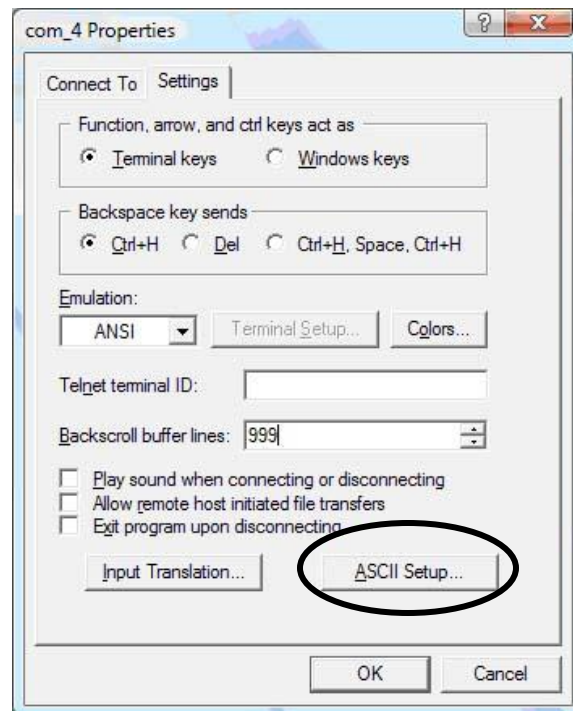 com_4 Properties
?
X
Connect To Settings
Function, arrow, and ctrl keys act as
Terminal keys Windows keys
Backspace key sends
Ctrl+H Del Ctrl+H, Space, Ctrl+H
Emulation:
ANSI Terminal Setup... Colors...
Telnet terminal ID:
Backscroll buffer lines: 999
Play sound when connecting or disconnecting
Allow remote host initiated file transfers
Exit program upon disconnecting
Input Translation... ASCII Setup...
OK Cancel